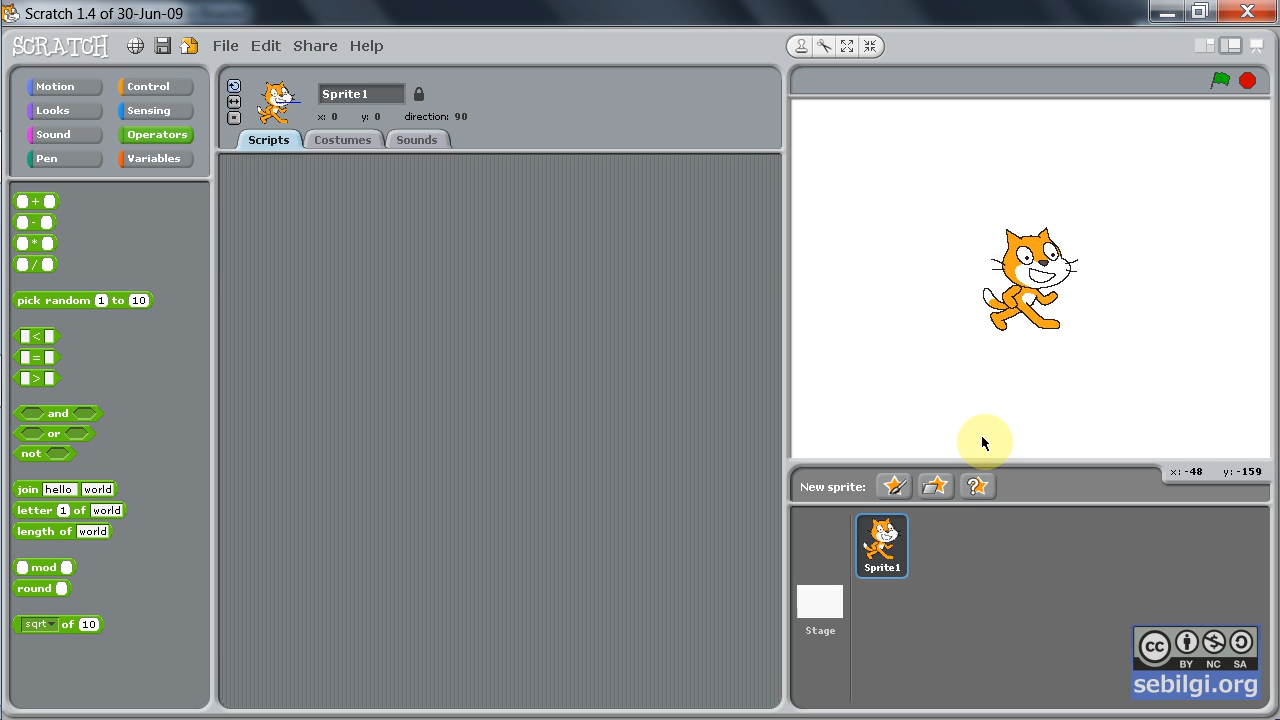 Scratch 1.4 of 30-Jun-09
SCRATCH File Edit Share Help
Motion Control
Looks Sensing
Sound Operators
Pen Variables
+
-
*
/
pick random 1 to 10
<
=
>
and
or
not
join hello world
letter 1 of world
length of world
mod
round
sqrt of 10
Sprite1
x: 0 y: 0 direction: 90
Scripts Costumes Sounds
x: -48 y: -159
New sprite:
Sprite1
Stage
cc
BY NC SA
sebilgi.org